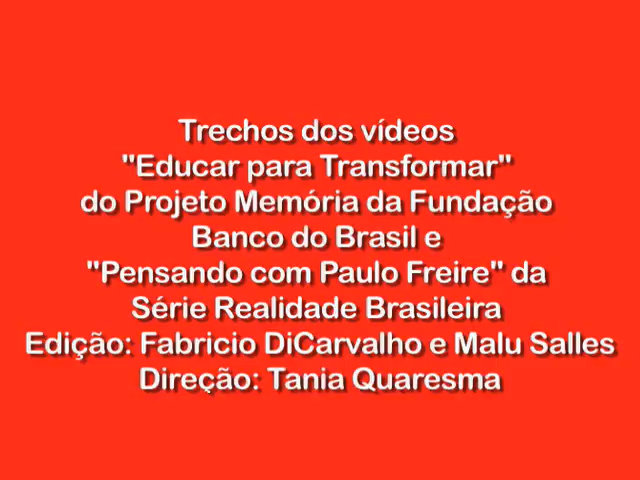 Trechos dos vídeos
"Educar para Transformar"
do Projeto Memória da Fundação
Banco do Brasil e
"Pensando com Paulo Freire" da
Série Realidade Brasileira
Edição: Fabricio DiCarvalho e Malu Salles
Direção: Tania Quaresma